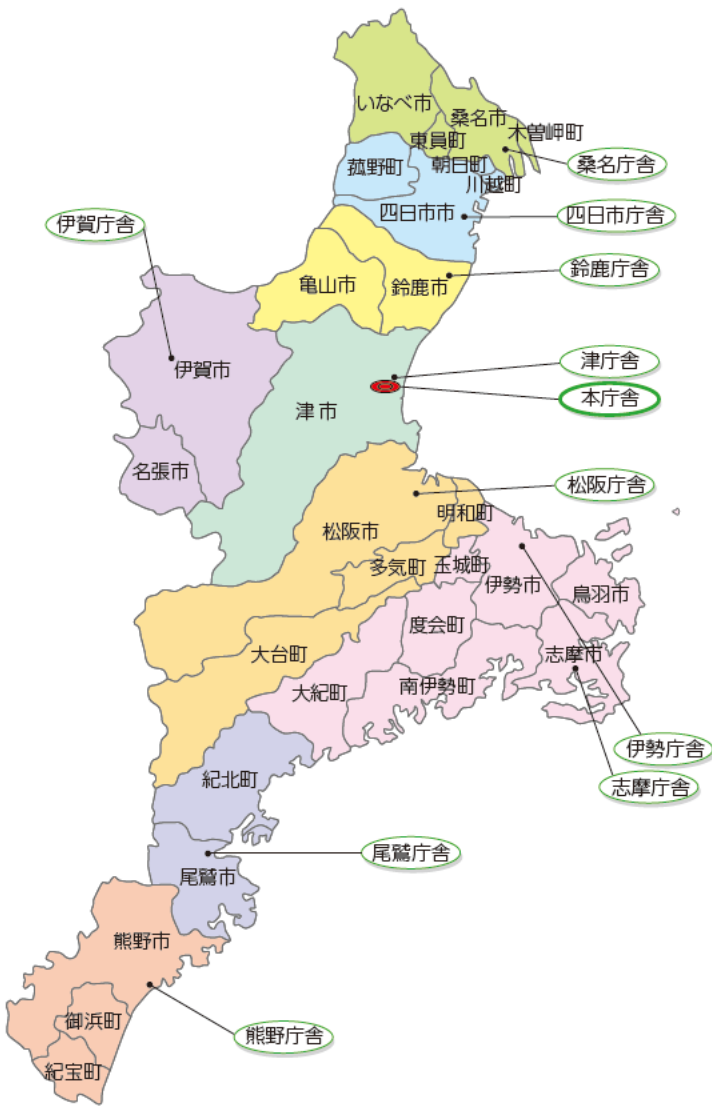 いなべ市
桑名市
木曽岬町
東員町
桑名庁舎
菰野町
朝日町
川越町
四日市市
四日市庁舎
伊賀庁舎
鈴鹿庁舎
亀山市
鈴鹿市
伊賀市
津庁舎
本庁舎
津市
名張市
松阪庁舎
明和町
松阪市
多気町
玉城町
伊勢市
鳥羽市
度会町
大台町
志摩市
大紀町
南伊勢町
伊勢庁舎
志摩庁舎
紀北町
尾鷲庁舎
尾鷲市
熊野市
御浜町
熊野庁舎
紀宝町